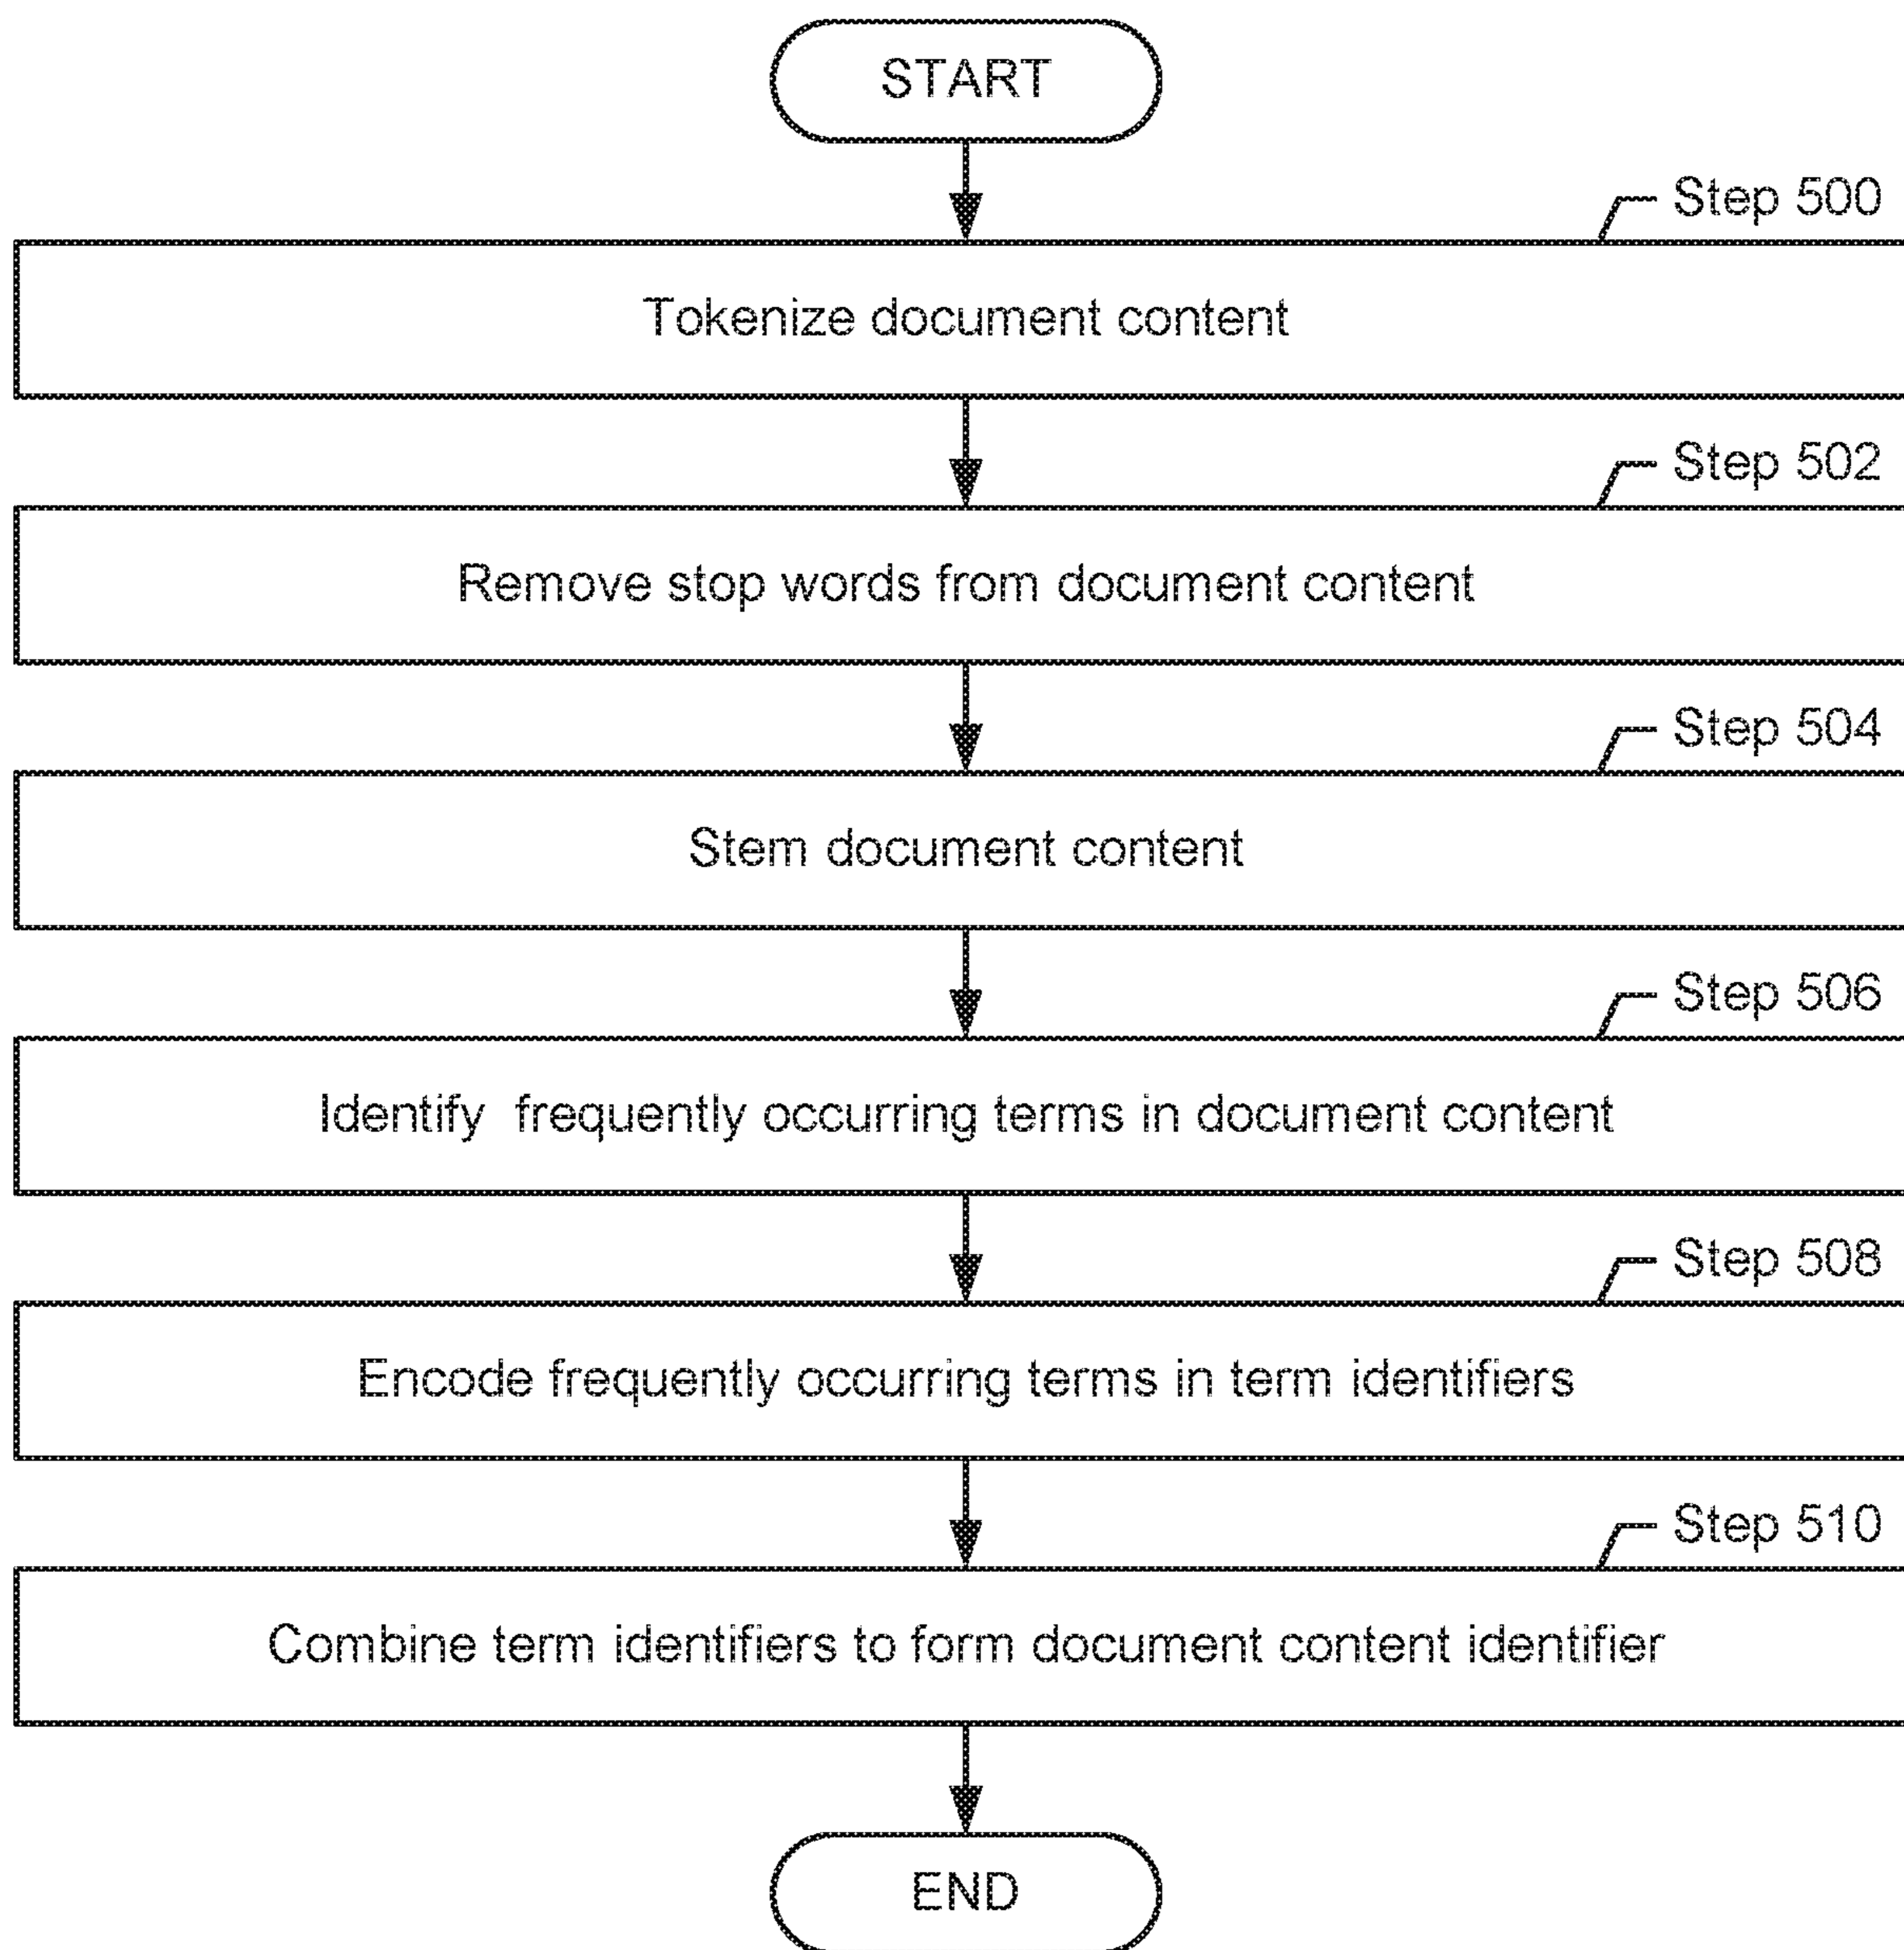 START
Step 500
Tokenize document content
Step 502
Remove stop words from document content
Step 504
Stem document content
Step 506
Identify frequently occurring terms in document content
Step 508
Encode frequently occurring terms in term identifiers
Step 510
Combine term identifiers to form document content identifier
END